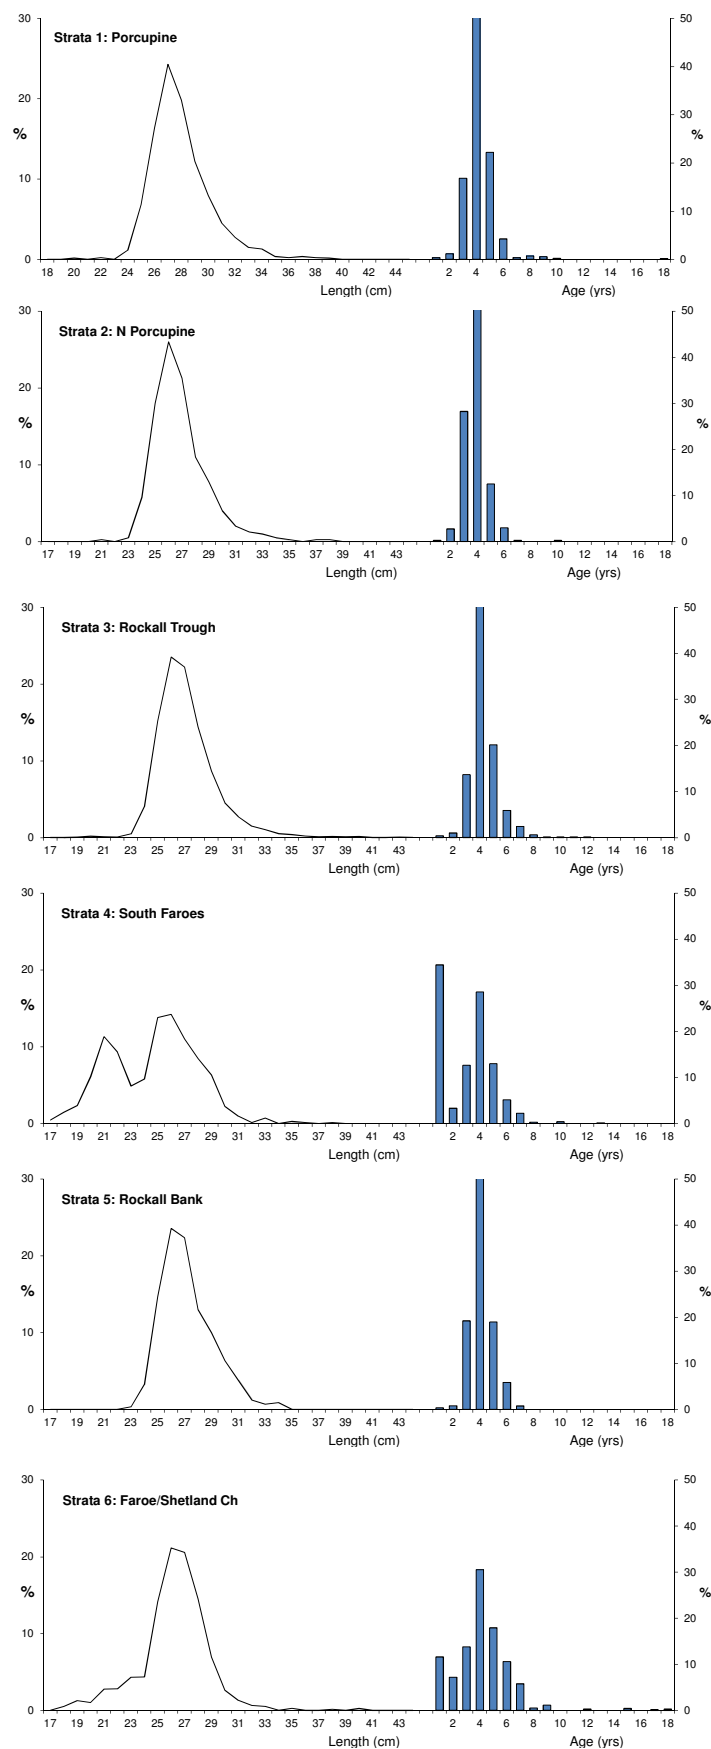 30 50
Strata 1: Porcupine
40
20
% 30 %
20
10
10
0 0
18 20 22 24 26 28 30 32 34 36 38 40 42 44 2 4 6 8 10 12 14 16 18
Length (cm) Age (yrs)
30 50
Strata 2: N Porcupine
40
20
% 30 %
20
10
10
0 0
17 19 21 23 25 27 29 31 33 35 37 39 41 43 2 4 6 8 10 12 14 16 18
Length (cm) Age (yrs)
30 50
Strata 3: Rockall Trough
40
20
% 30 %
20
10
10
0 0
17 19 21 23 25 27 29 31 33 35 37 39 41 43 2 4 6 8 10 12 14 16 18
Length (cm) Age (yrs)
30 50
Strata 4: South Faroes
40
20
% 30 %
20
10
10
0 0
17 19 21 23 25 27 29 31 33 35 37 39 41 43 2 4 6 8 10 12 14 16 18
Length (cm) Age (yrs)
30 50
Strata 5: Rockall Bank
40
20
% 30 %
20
10
10
0 0
17 19 21 23 25 27 29 31 33 35 37 39 41 43 2 4 6 8 10 12 14 16 18
Length (cm) Age (yrs)
30 50
Strata 6: Faroe/Shetland Ch
40
20
% 30 %
20
10
10
0 0
17 19 21 23 25 27 29 31 33 35 37 39 41 43 2 4 6 8 10 12 14 16 18
Length (cm) Age (yrs)